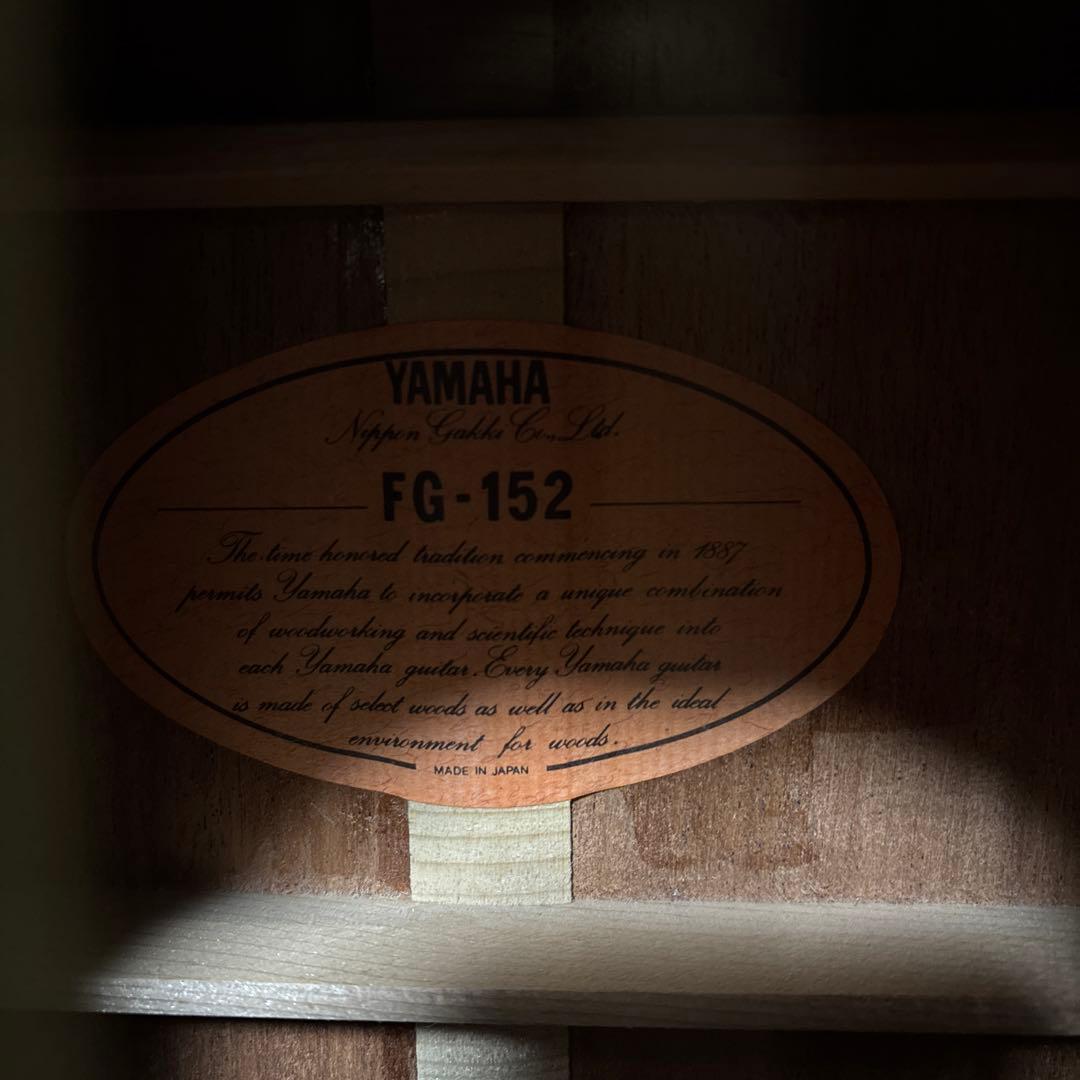 YAMAHA
Nippon Gakki Co., Ltd.
FG-152
The time honored tradition commencing in 1887
permits Yamaha to incorporate a unique combination
of woodworking and scientific technique into
each Yamaha guitar. Every Yamaha guitar
is made of select woods as well as in the ideal
environment for woods.
MADE IN JAPAN